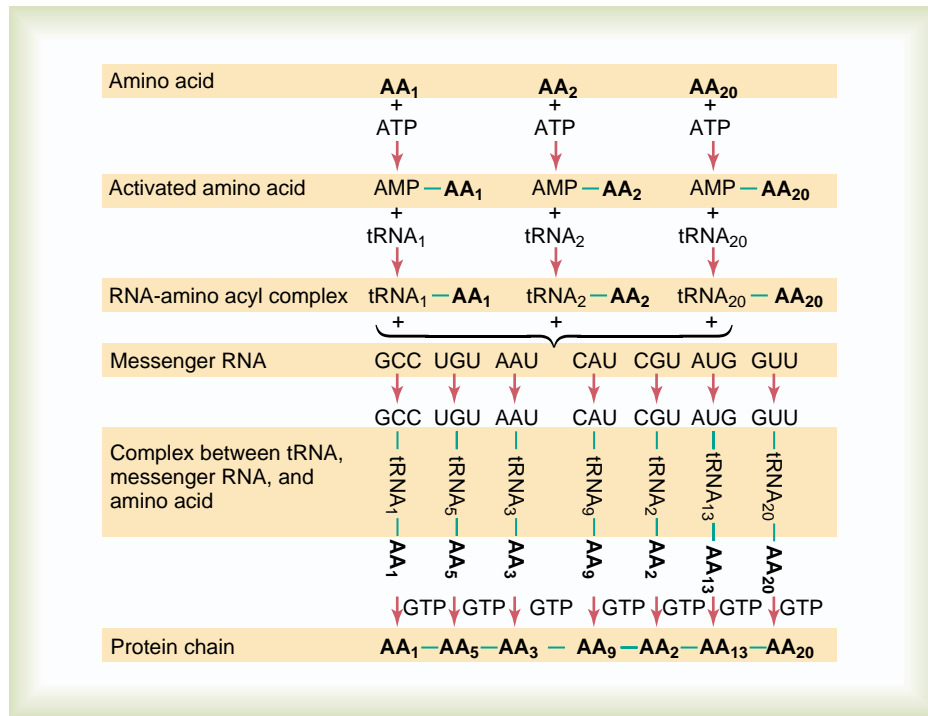 Amino acid AA1 AA2 AA20
+ + +
ATP ATP ATP
Activated amino acid AMP AA1 AMP AA2 AMP AA20
+ + +
tRNA1 tRNA2 tRNA20
RNA-amino acyl complex tRNA1 AA1 tRNA2 AA2 tRNA20 AA20
+ + +
Messenger RNA GCC UGU AAU CAU CGU AUG GUU
GCC UGU AAU CAU CGU AUG GUU
Complex between tRNA,
messenger RNA, and
amino acid
tRNA1 tRNA5 tRNA3 tRNA9 tRNA2 tRNA13 tRNA20
AA1 AA5 AA3 AA9 AA2 AA13 AA20
GTP GTP GTP GTP GTP GTP GTP
Protein chain AA1 AA5 AA3 AA9 AA2 AA13 AA20